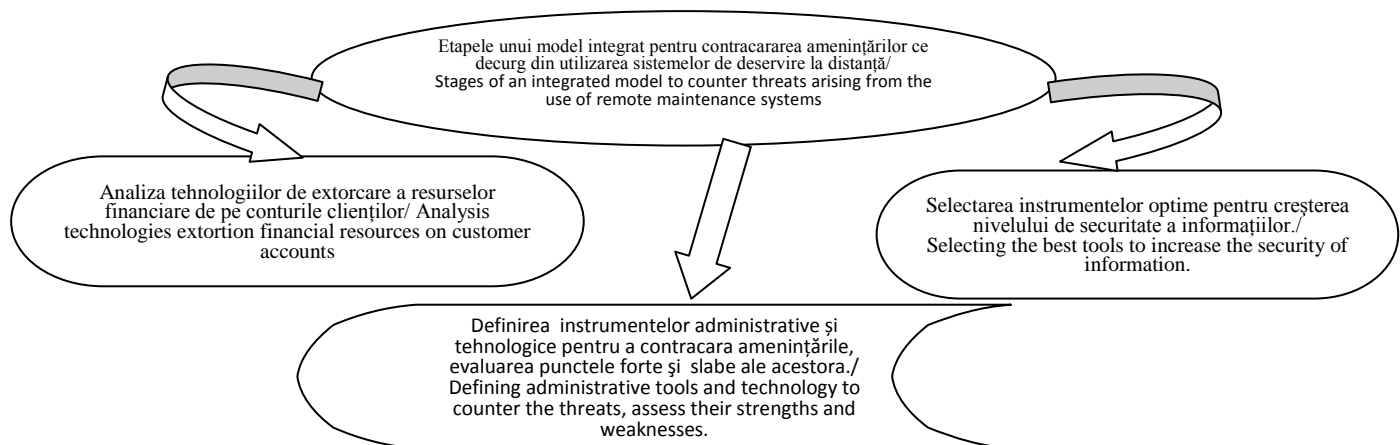 Etapele unui model integrat pentru contracararea amenințărilor ce
decurg din utilizarea sistemelor de deservire la distanță/
Stages of an integrated model to counter threats arising from the
use of remote maintenance systems
Analiza tehnologiilor de extorcare a resurselor
financiare de pe conturile clienților/ Analysis
technologies extortion financial resources on customer
accounts
Selectarea instrumentelor optime pentru creșterea
nivelului de securitate a informațiilor./
Selecting the best tools to increase the security of
information.
Definirea instrumentelor administrative și
tehnologice pentru a contracara amenințările,
evaluarea punctele forte şi slabe ale acestora./
Defining administrative tools and technology to
counter the threats, assess their strengths and
weaknesses.